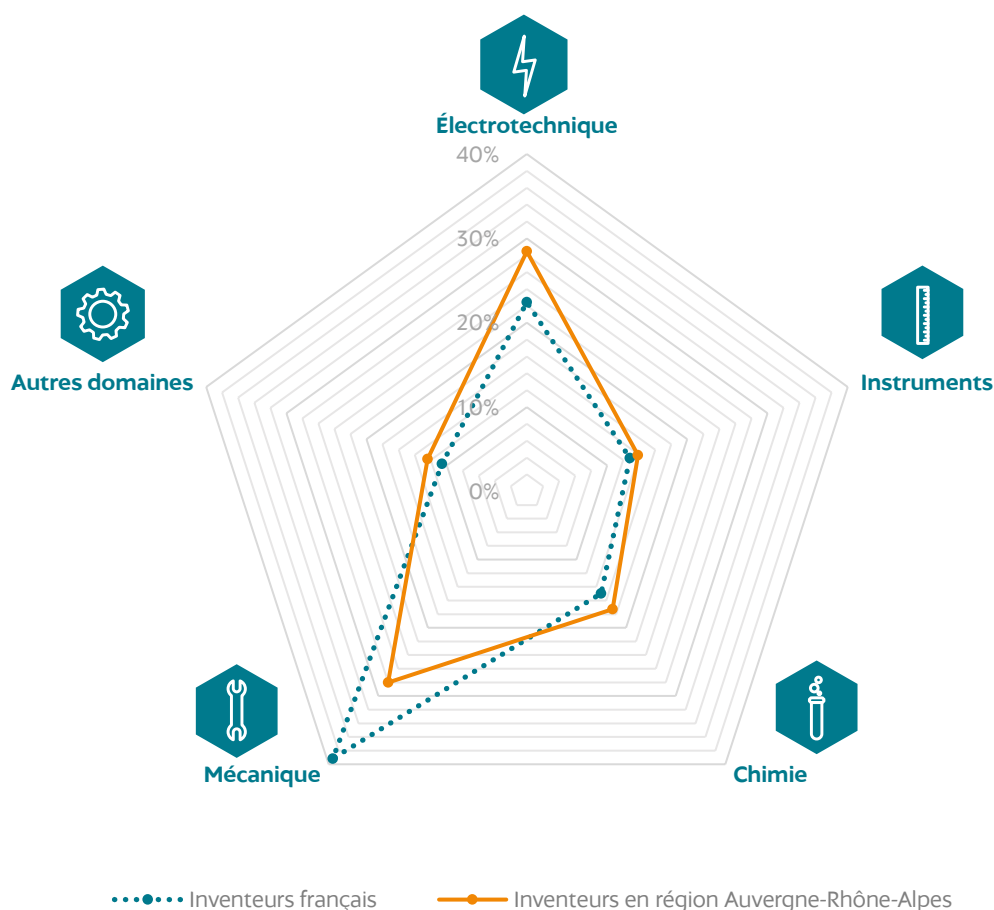 Électrotechnique
40%
30%
20%
10%
0%
Autres domaines
Instruments
Mécanique
Chimie
Inventeurs français
Inventeurs en région Auvergne-Rhône-Alpes